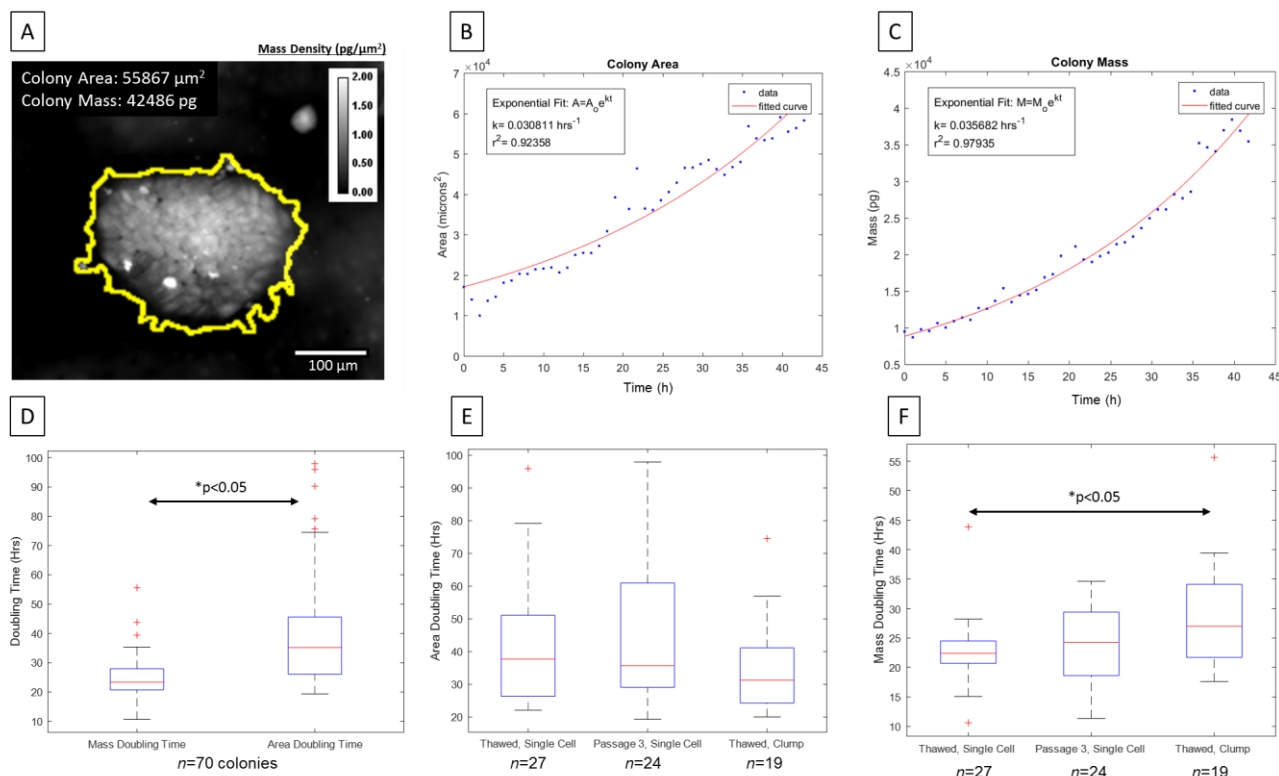 A
Mass Density (pg/µm²)
Colony Area: 55867 µm²
Colony Mass: 42486 pg
2.00
1.50
1.00
0.50
0.00
100 µm
B
Colony Area
×10⁴
7
6
5
4
3
2
1
0
Area (microns²)
Exponential Fit: A=Aₒeᵏᵗ
k= 0.030811 hrs⁻¹
r²= 0.92358
data
fitted curve
0 5 10 15 20 25 30 35 40 45
Time (h)
C
Colony Mass
×10⁴
4.5
4
3.5
3
2.5
2
1.5
1
0.5
Mass (pg)
Exponential Fit: M=Mₒeᵏᵗ
k= 0.035682 hrs⁻¹
r²= 0.97935
data
fitted curve
0 5 10 15 20 25 30 35 40 45
Time (h)
D
100
90
80
70
60
50
40
30
20
10
Doubling Time (Hrs)
*p<0.05
Mass Doubling Time Area Doubling Time
n=70 colonies
E
100
90
80
70
60
50
40
30
20
Area Doubling Time (Hrs)
Thawed, Single Cell Passage 3, Single Cell Thawed, Clump
n=27 n=24 n=19
F
55
50
45
40
35
30
25
20
15
10
Mass Doubling Time (Hrs)
*p<0.05
Thawed, Single Cell Passage 3, Single Cell Thawed, Clump
n=27 n=24 n=19